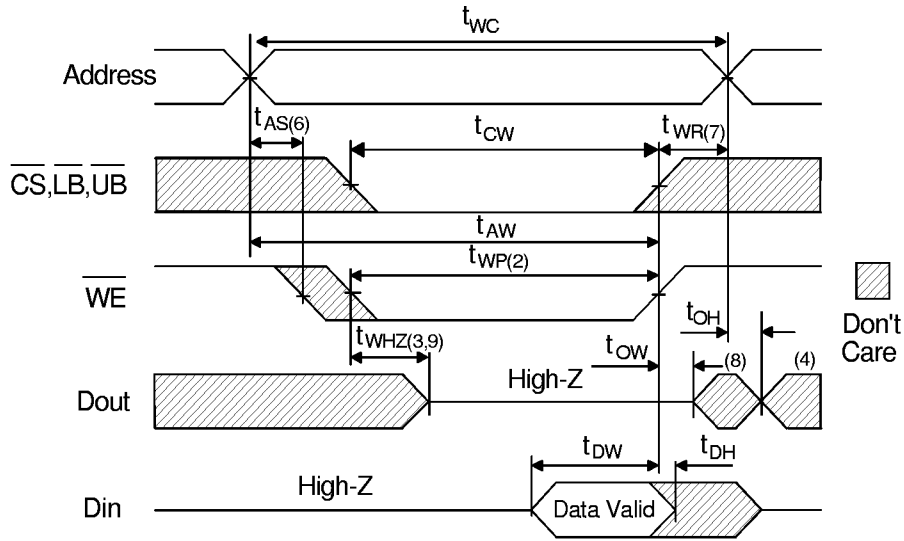 tWC
Address
tAS(6)
tCW
tWR(7)
CS,LB,UB
tAW
tWP(2)
WE
tWHZ(3,9)
tOW
tOH
Don't
Care
High-Z
(8)
(4)
Dout
tDW
tDH
High-Z
Din
Data Valid